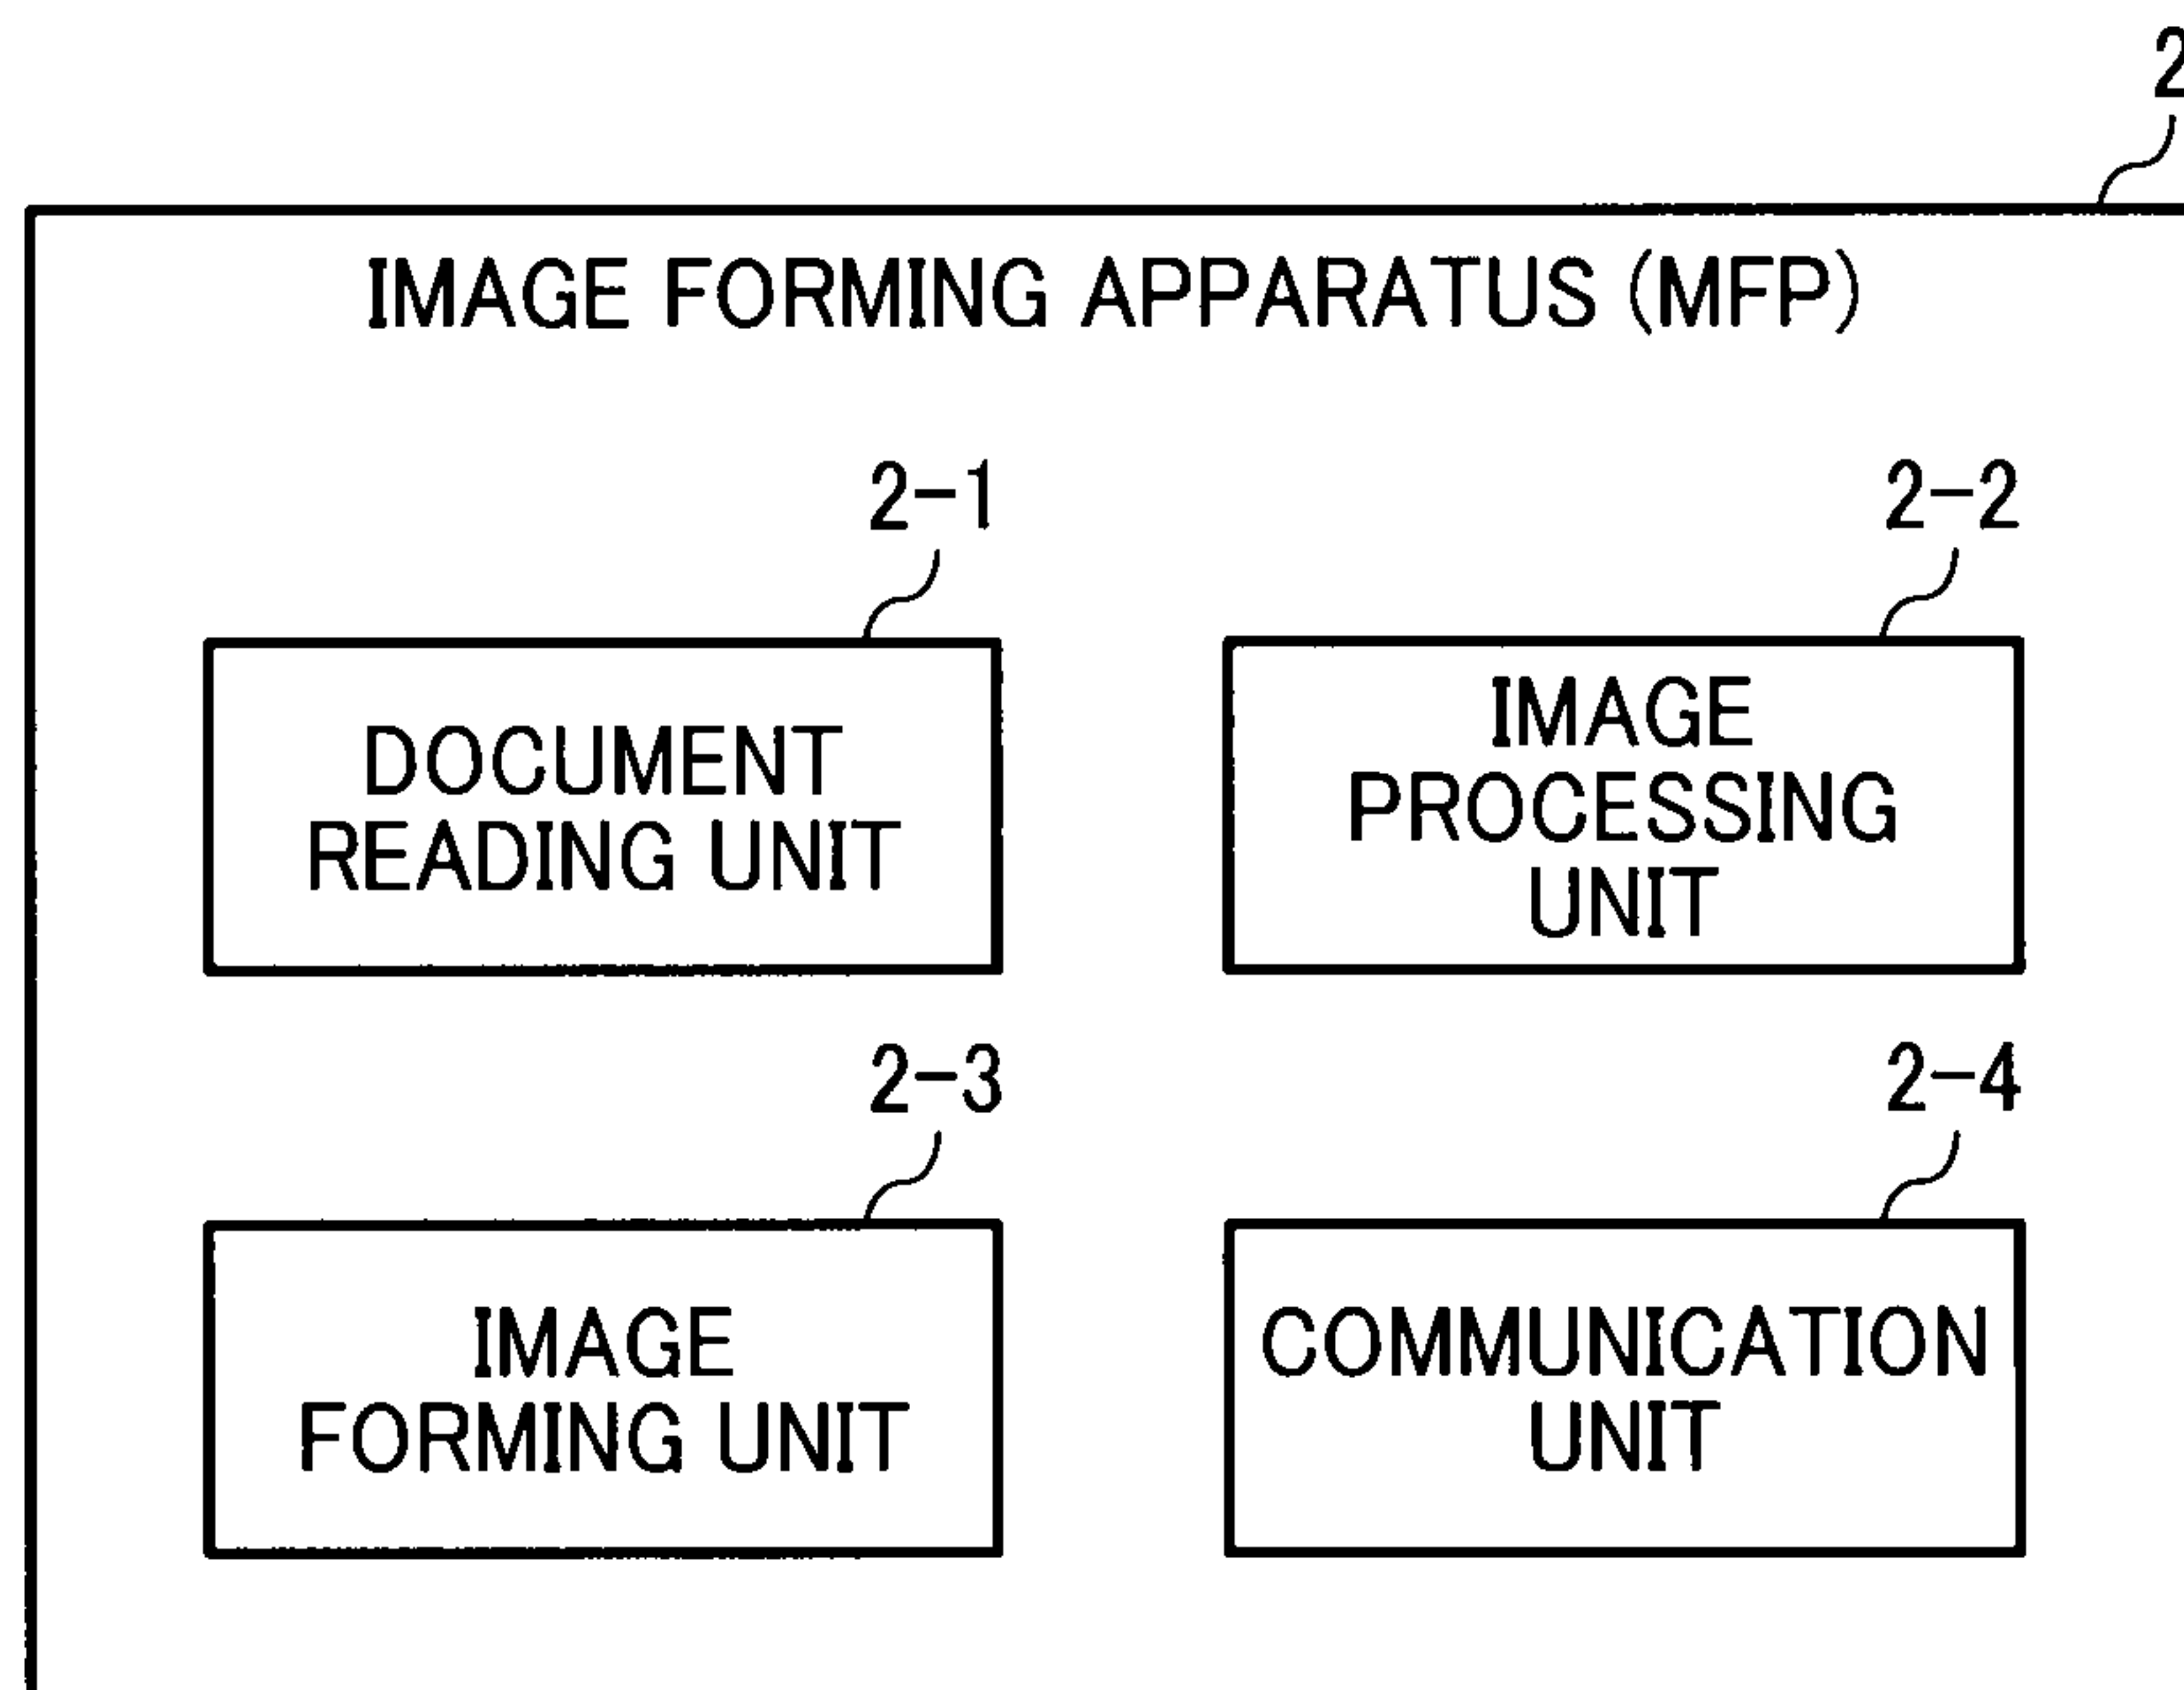 2
IMAGE FORMING APPARATUS (MFP)
2-1
2-2
DOCUMENT
READING UNIT
IMAGE
PROCESSING
UNIT
2-3
2-4
IMAGE
FORMING UNIT
COMMUNICATION
UNIT